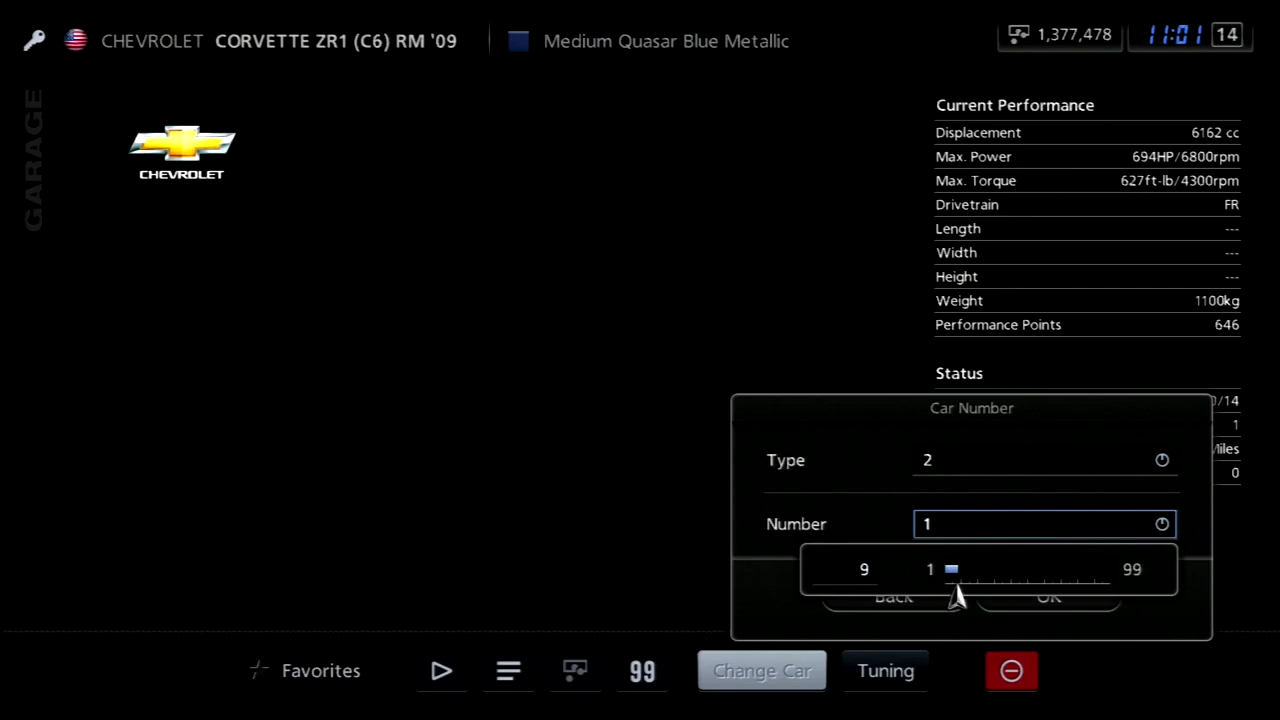 CHEVROLET CORVETTE ZR1 (C6) RM '09 Medium Quasar Blue Metallic 1,377,478 11:01 14
GARAGE
CHEVROLET
Current Performance
Displacement 6162 cc
Max. Power 694HP/6800rpm
Max. Torque 627ft-lb/4300rpm
Drivetrain FR
Length ---
Width ---
Height ---
Weight 1100kg
Performance Points 646
Status
/14
1
0
Car Number
Type 2
Number 1
9 1 99
Back OK
Favorites 99 Change Car Tuning